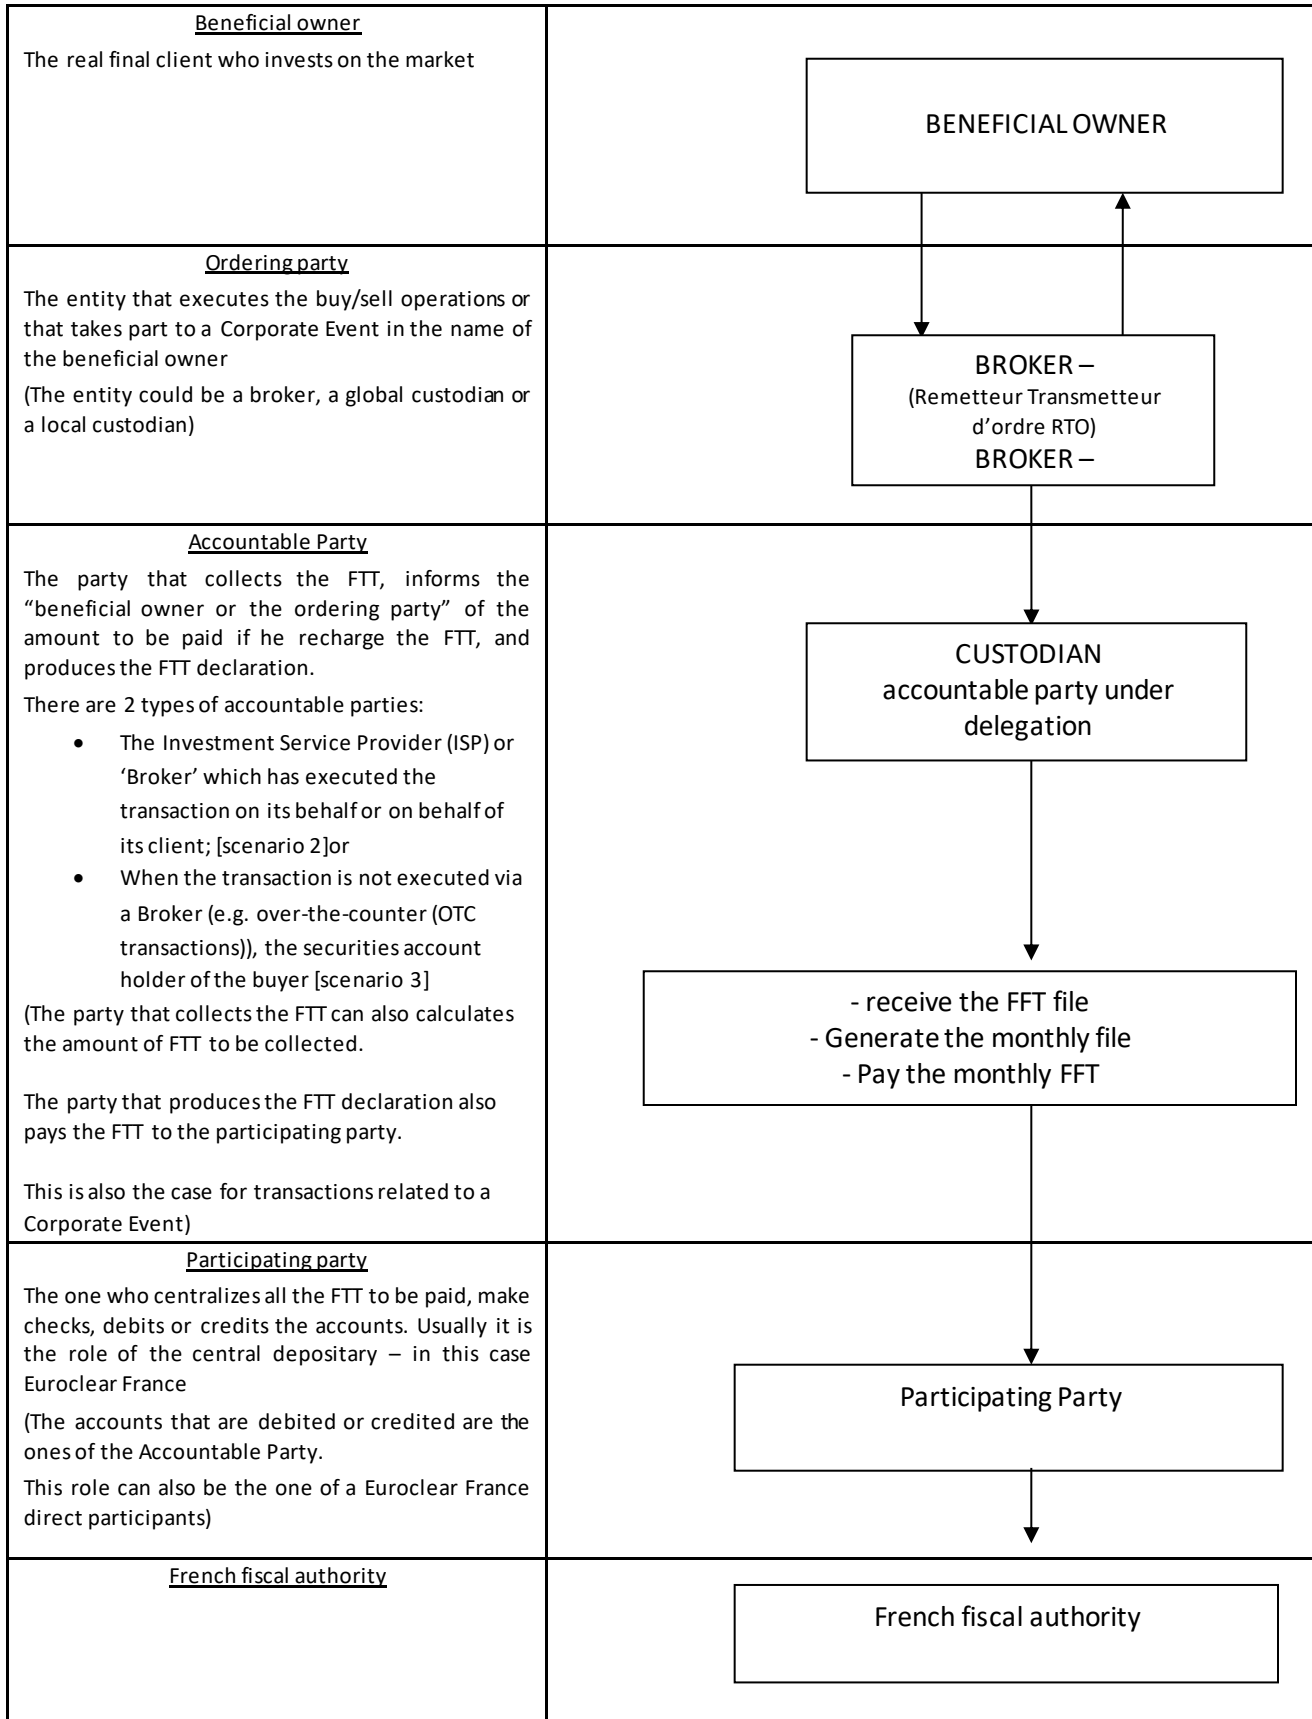 Beneficial owner
The real final client who invests on the market
BENEFICIAL OWNER
Ordering party
The entity that executes the buy/sell operations or
that takes part to a Corporate Event in the name of
the beneficial owner
(The entity could be a broker, a global custodian or
a local custodian)
BROKER –
(Remetteur Transmetteur
d’ordre RTO)
BROKER –
Accountable Party
The party that collects the FTT, informs the
“beneficial owner or the ordering party” of the
amount to be paid if he recharge the FTT, and
produces the FTT declaration.
There are 2 types of accountable parties:
• The Investment Service Provider (ISP) or
‘Broker’ which has executed the
transaction on its behalf or on behalf of
its client; [scenario 2]or
• When the transaction is not executed via
a Broker (e.g. over-the-counter (OTC
transactions)), the securities account
holder of the buyer [scenario 3]
(The party that collects the FTT can also calculates
the amount of FTT to be collected.
The party that produces the FTT declaration also
pays the FTT to the participating party.
This is also the case for transactions related to a
Corporate Event)
CUSTODIAN
accountable party under
delegation
- receive the FFT file
- Generate the monthly file
- Pay the monthly FFT
Participating party
The one who centralizes all the FTT to be paid, make
checks, debits or credits the accounts. Usually it is
the role of the central depositary – in this case
Euroclear France
(The accounts that are debited or credited are the
ones of the Accountable Party.
This role can also be the one of a Euroclear France
direct participants)
Participating Party
French fiscal authority
French fiscal authority